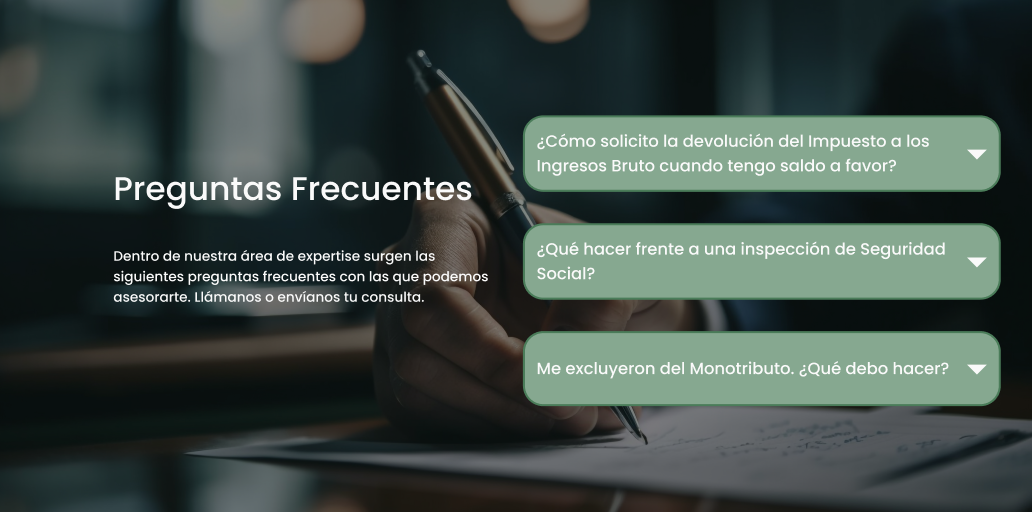 Preguntas Frecuentes
Dentro de nuestra área de expertise surgen las
siguientes preguntas frecuentes con las que podemos
asesorarte. Llámanos o envíanos tu consulta.
¿Cómo solicito la devolución del Impuesto a los
Ingresos Bruto cuando tengo saldo a favor?
¿Qué hacer frente a una inspección de Seguridad
Social?
Me excluyeron del Monotributo. ¿Qué debo hacer?